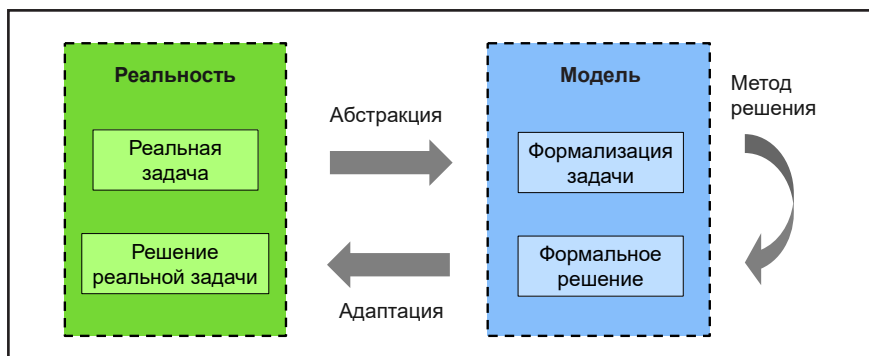 Реальность
Реальная
задача
Решение
реальной задачи
Абстракция
Адаптация
Модель
Формализация
задачи
Формальное
решение
Метод
решения